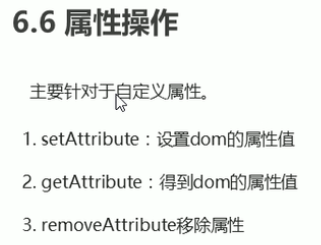 6.6 属性操作
主要针对于自定义属性。
1. setAttribute：设置dom的属性值
2. getAttribute：得到dom的属性值
3. removeAttribute移除属性